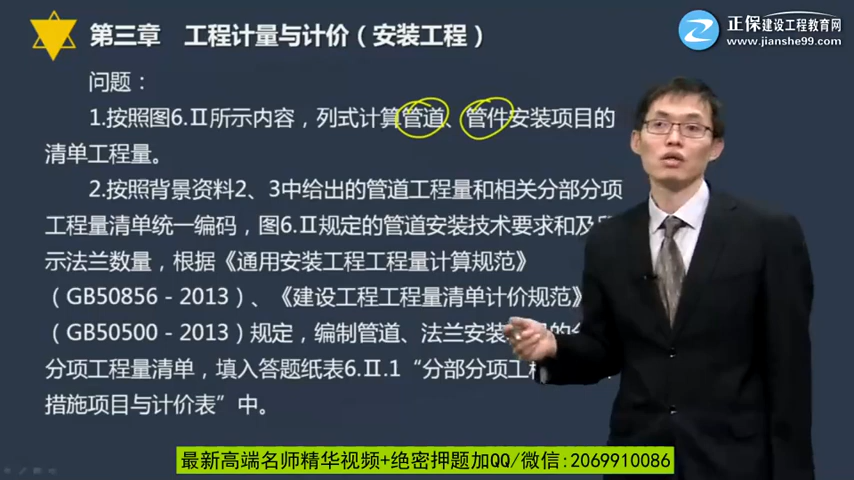 第三章 工程计量与计价（安装工程）
正保建设工程教育网
www.jianshe99.com
问题：
1.按照图6.Ⅱ所示内容，列式计算管道、管件安装项目的
清单工程量。
2.按照背景资料2、3中给出的管道工程量和相关分部分项
工程量清单统一编码，图6.Ⅱ规定的管道安装技术要求和及所
示法兰数量，根据《通用安装工程工程量计算规范》
（GB50856－2013）、《建设工程工程量清单计价规范》
（GB50500－2013）规定，编制管道、法兰安装
分项工程量清单，填入答题纸表6.Ⅱ.1“分部分项工程
措施项目与计价表”中。
最新高端名师精华视频+绝密押题加QQ/微信:2069910086